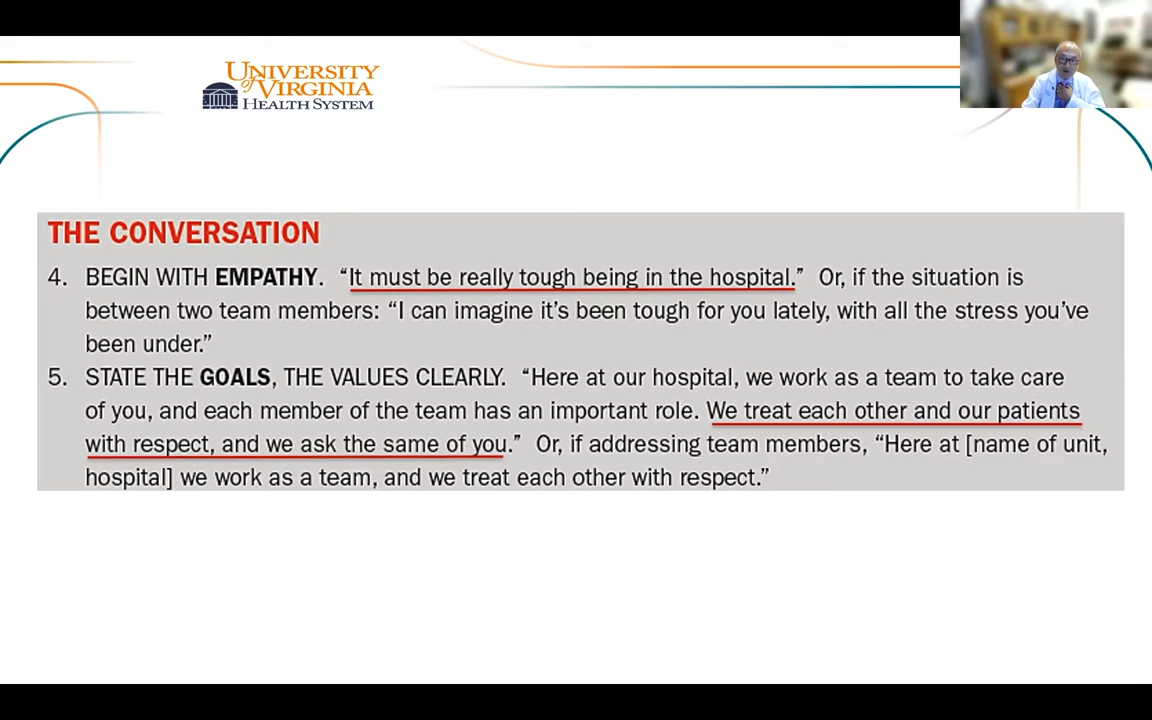 UNIVERSITY
of VIRGINIA
HEALTH SYSTEM
THE CONVERSATION
4. BEGIN WITH EMPATHY. “It must be really tough being in the hospital.” Or, if the situation is
between two team members: “I can imagine it’s been tough for you lately, with all the stress you’ve
been under.”
5. STATE THE GOALS, THE VALUES CLEARLY. “Here at our hospital, we work as a team to take care
of you, and each member of the team has an important role. We treat each other and our patients
with respect, and we ask the same of you.” Or, if addressing team members, “Here at [name of unit,
hospital] we work as a team, and we treat each other with respect.”